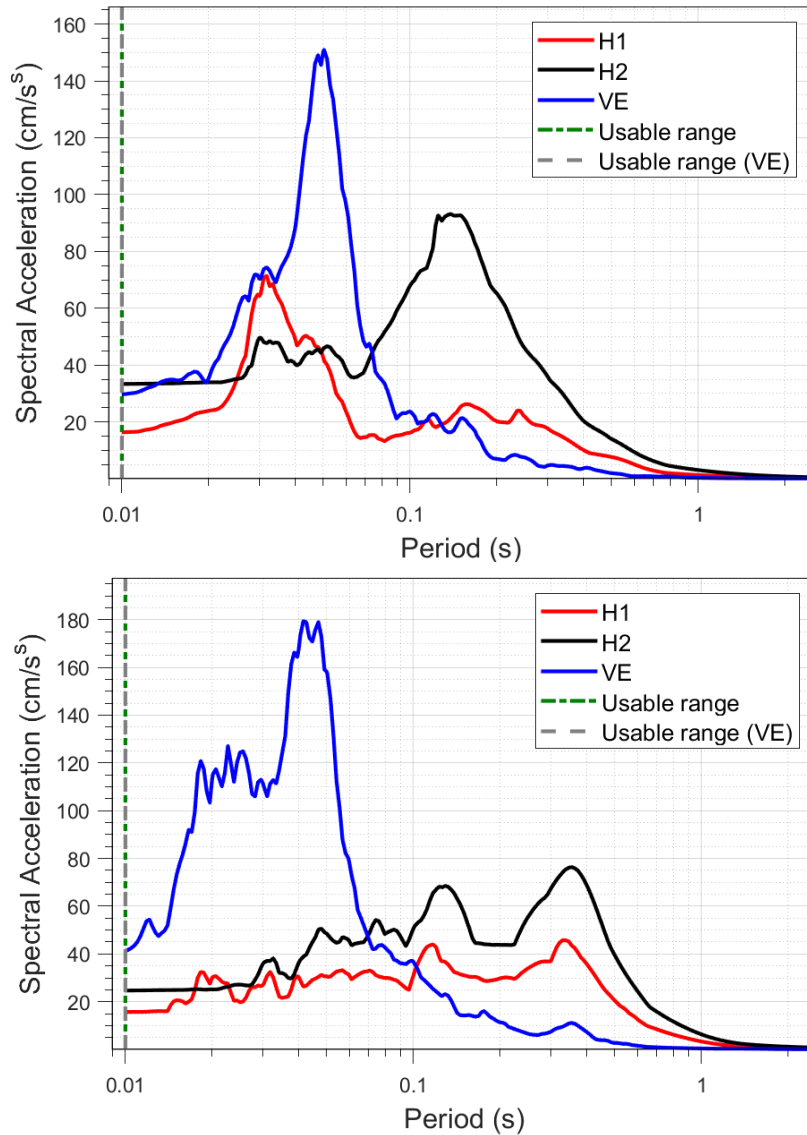 160
140
120
100
80
60
40
20
Spectral Acceleration (cm/s^s)
H1
H2
VE
Usable range
Usable range (VE)
0.01
0.1
1
Period (s)
180
160
140
120
100
80
60
40
20
Spectral Acceleration (cm/s^s)
H1
H2
VE
Usable range
Usable range (VE)
0.01
0.1
1
Period (s)